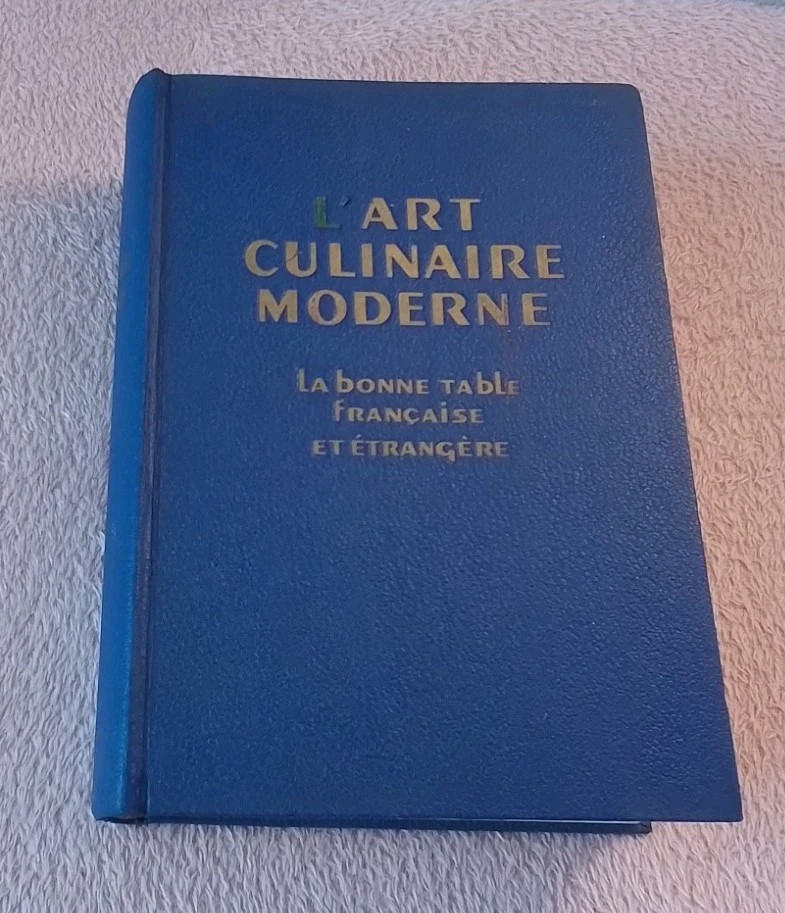 L'ART
CULINAIRE
MODERNE
La bonne table
française
et étrangère